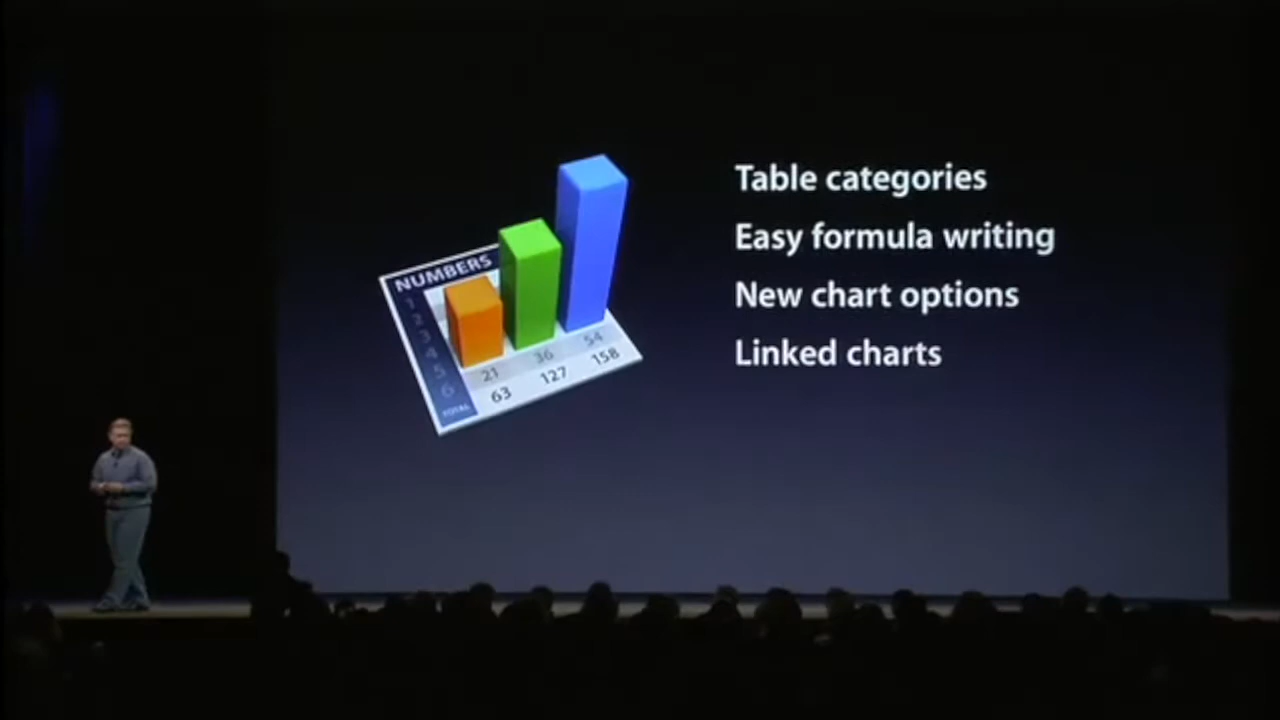 NUMBERS
1
2
3
4
5
6
TOTAL
21 36 54
63 127 158
Table categories
Easy formula writing
New chart options
Linked charts